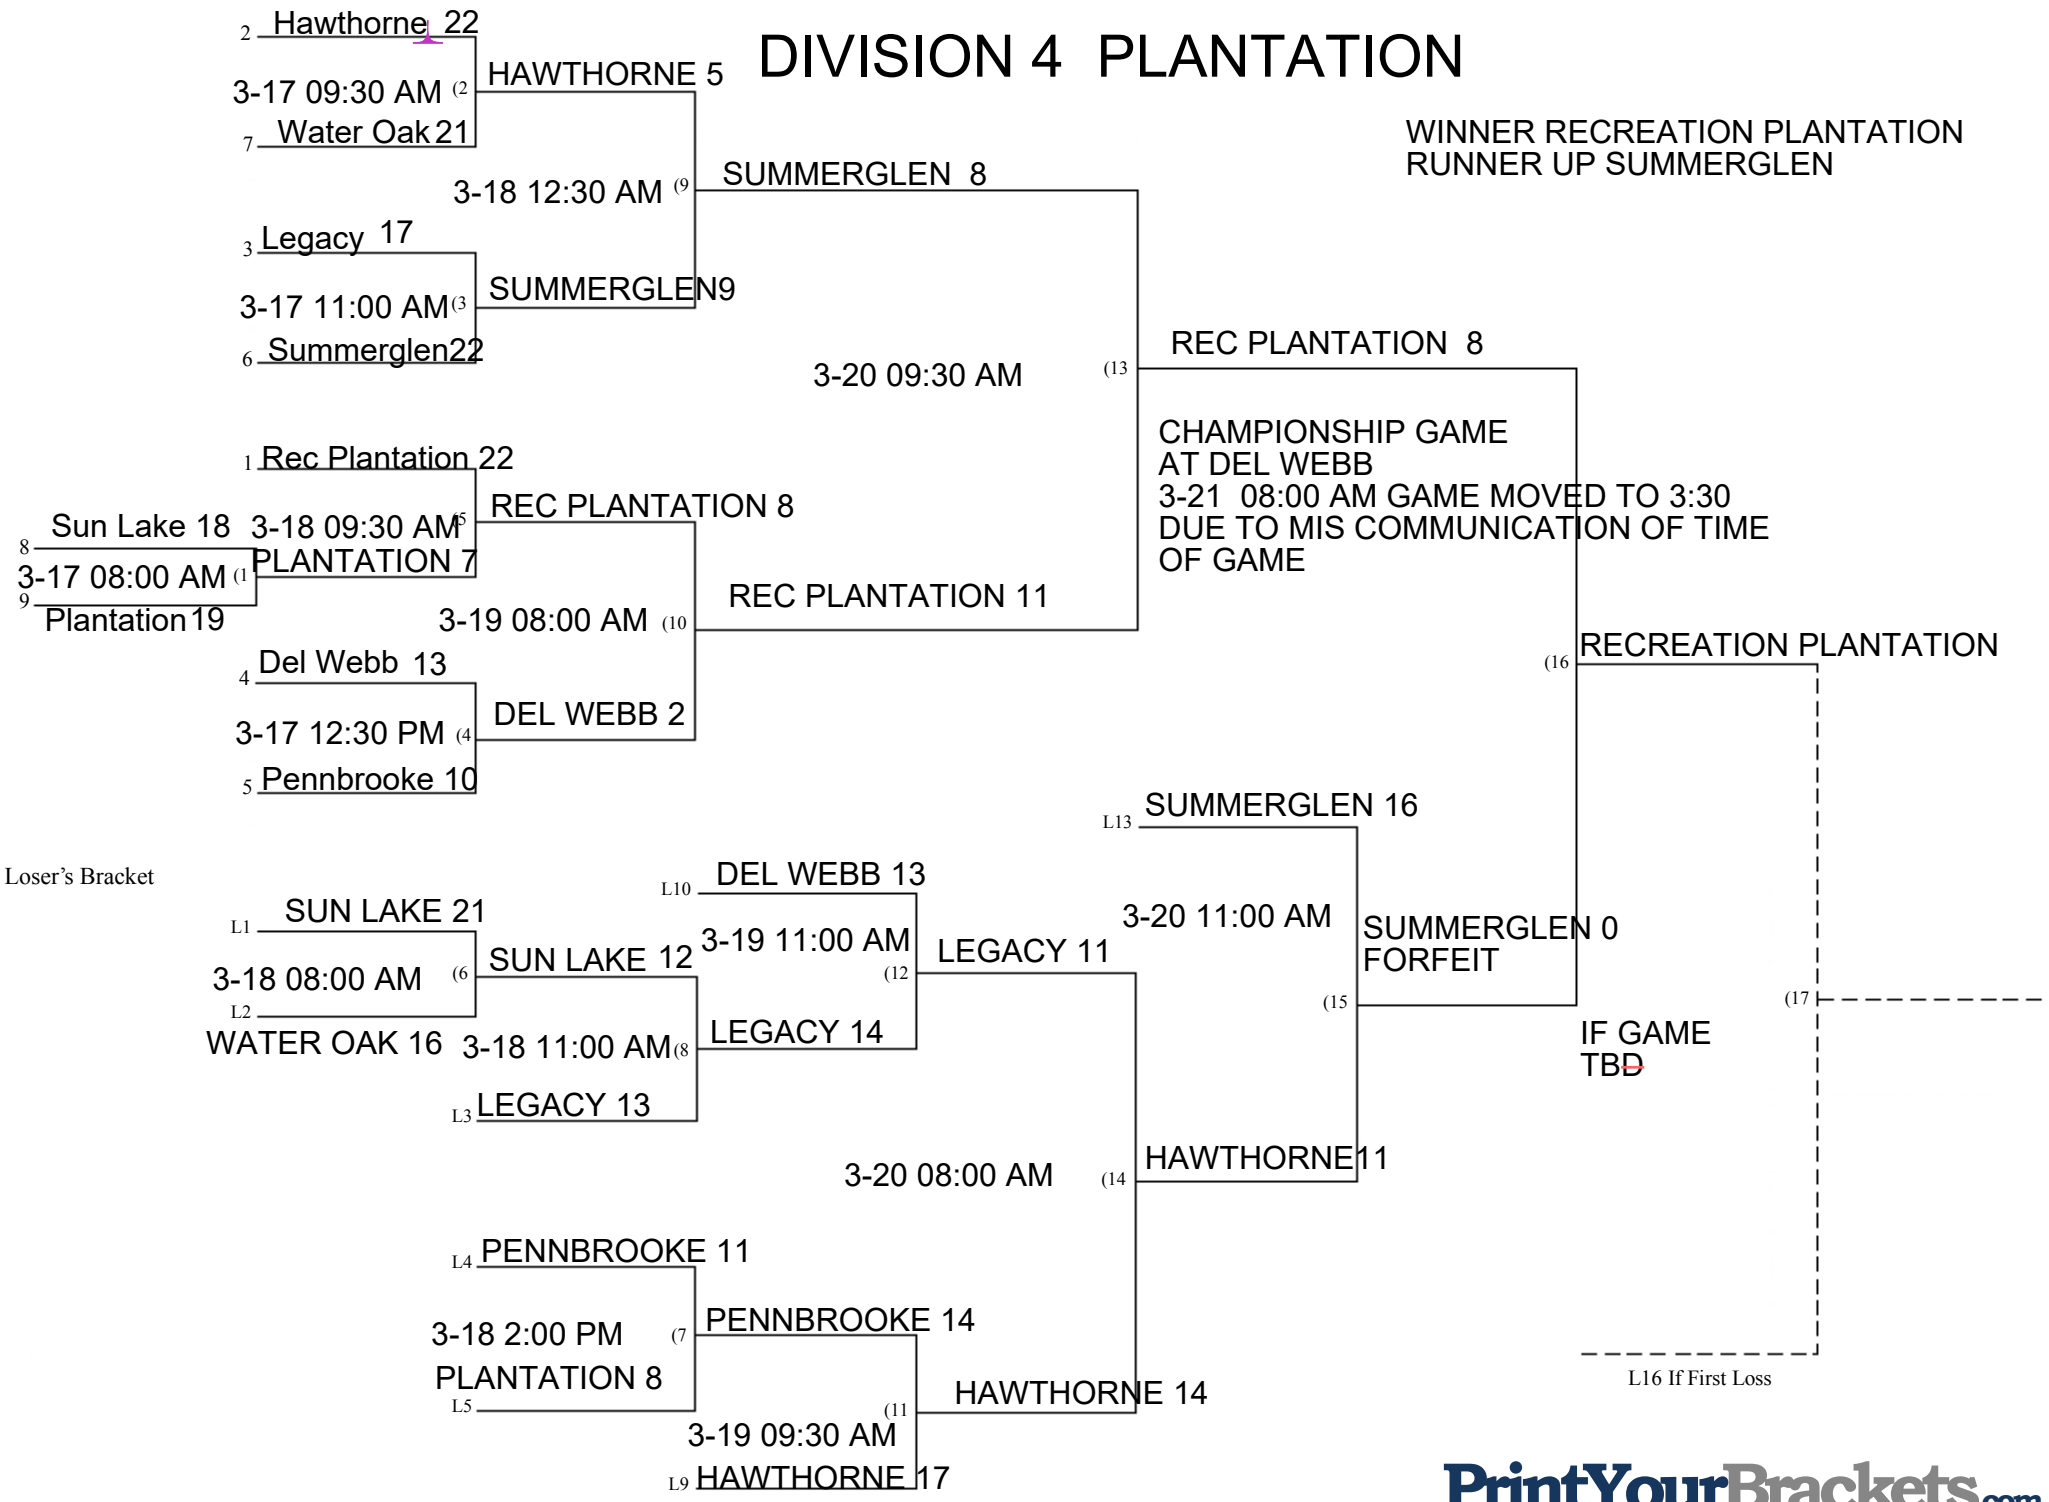 DIVISION 4 PLANTATION
WINNER RECREATION PLANTATION
RUNNER UP SUMMERGLEN
2 Hawthorne 22
3-17 09:30 AM (2
7 Water Oak 21
HAWTHORNE 5
3-18 12:30 AM (9
SUMMERGLEN 8
3 Legacy 17
3-17 11:00 AM (3
6 Summerglen22
SUMMERGLEN9
3-20 09:30 AM (13
REC PLANTATION 8
1 Rec Plantation 22
3-18 09:30 AM (5
REC PLANTATION 8
8 Sun Lake 18
3-17 08:00 AM (1
9 Plantation 19
PLANTATION 7
3-19 08:00 AM (10
REC PLANTATION 11
4 Del Webb 13
3-17 12:30 PM (4
5 Pennbrooke 10
DEL WEBB 2
CHAMPIONSHIP GAME
AT DEL WEBB
3-21 08:00 AM GAME MOVED TO 3:30
DUE TO MIS COMMUNICATION OF TIME
OF GAME
(16 RECREATION PLANTATION
Loser's Bracket
L1 SUN LAKE 21
3-18 08:00 AM (6
L2
WATER OAK 16
SUN LAKE 12
3-18 11:00 AM (8
L3 LEGACY 13
L10 DEL WEBB 13
3-19 11:00 AM
(12
LEGACY 14
LEGACY 11
L13 SUMMERGLEN 16
3-20 11:00 AM
(15
SUMMERGLEN 0
FORFEIT
3-20 08:00 AM (14
HAWTHORNE 11
(17
IF GAME
TBD
L4 PENNBROOKE 11
3-18 2:00 PM (7
PLANTATION 8
L5
PENNBROOKE 14
(11
3-19 09:30 AM
L9 HAWTHORNE 17
HAWTHORNE 14
L16 If First Loss
PrintYourBrackets.com